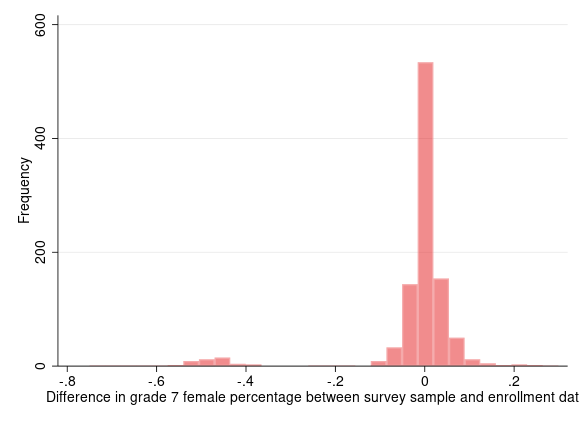 600
400
200
0
Frequency
-.8 -.6 -.4 -.2 0 .2
Difference in grade 7 female percentage between survey sample and enrollment dat